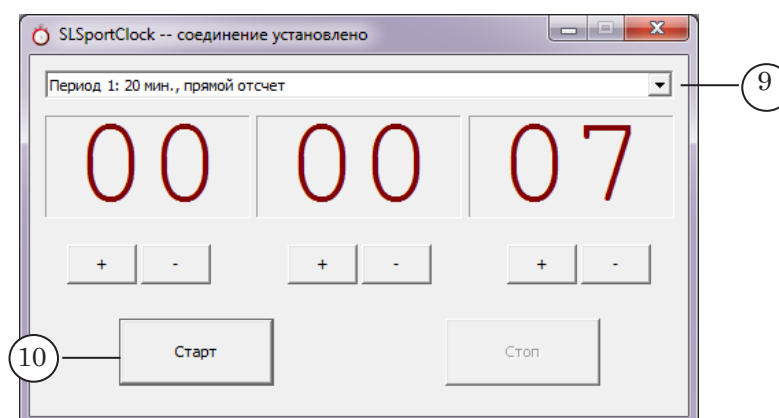 SLSportClock -- соединение установлено
Период 1: 20 мин., прямой отсчет
9
00 00 07
+ - + - + -
10
Старт Стоп